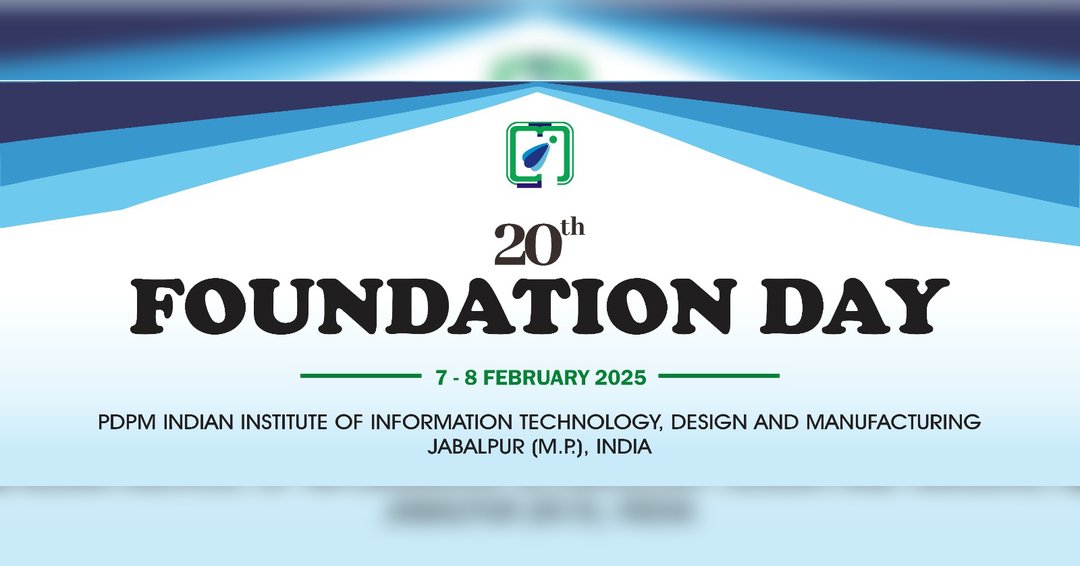 20th
FOUNDATION DAY
7 - 8 FEBRUARY 2025
PDPM INDIAN INSTITUTE OF INFORMATION TECHNOLOGY, DESIGN AND MANUFACTURING
JABALPUR (M.P.), INDIA